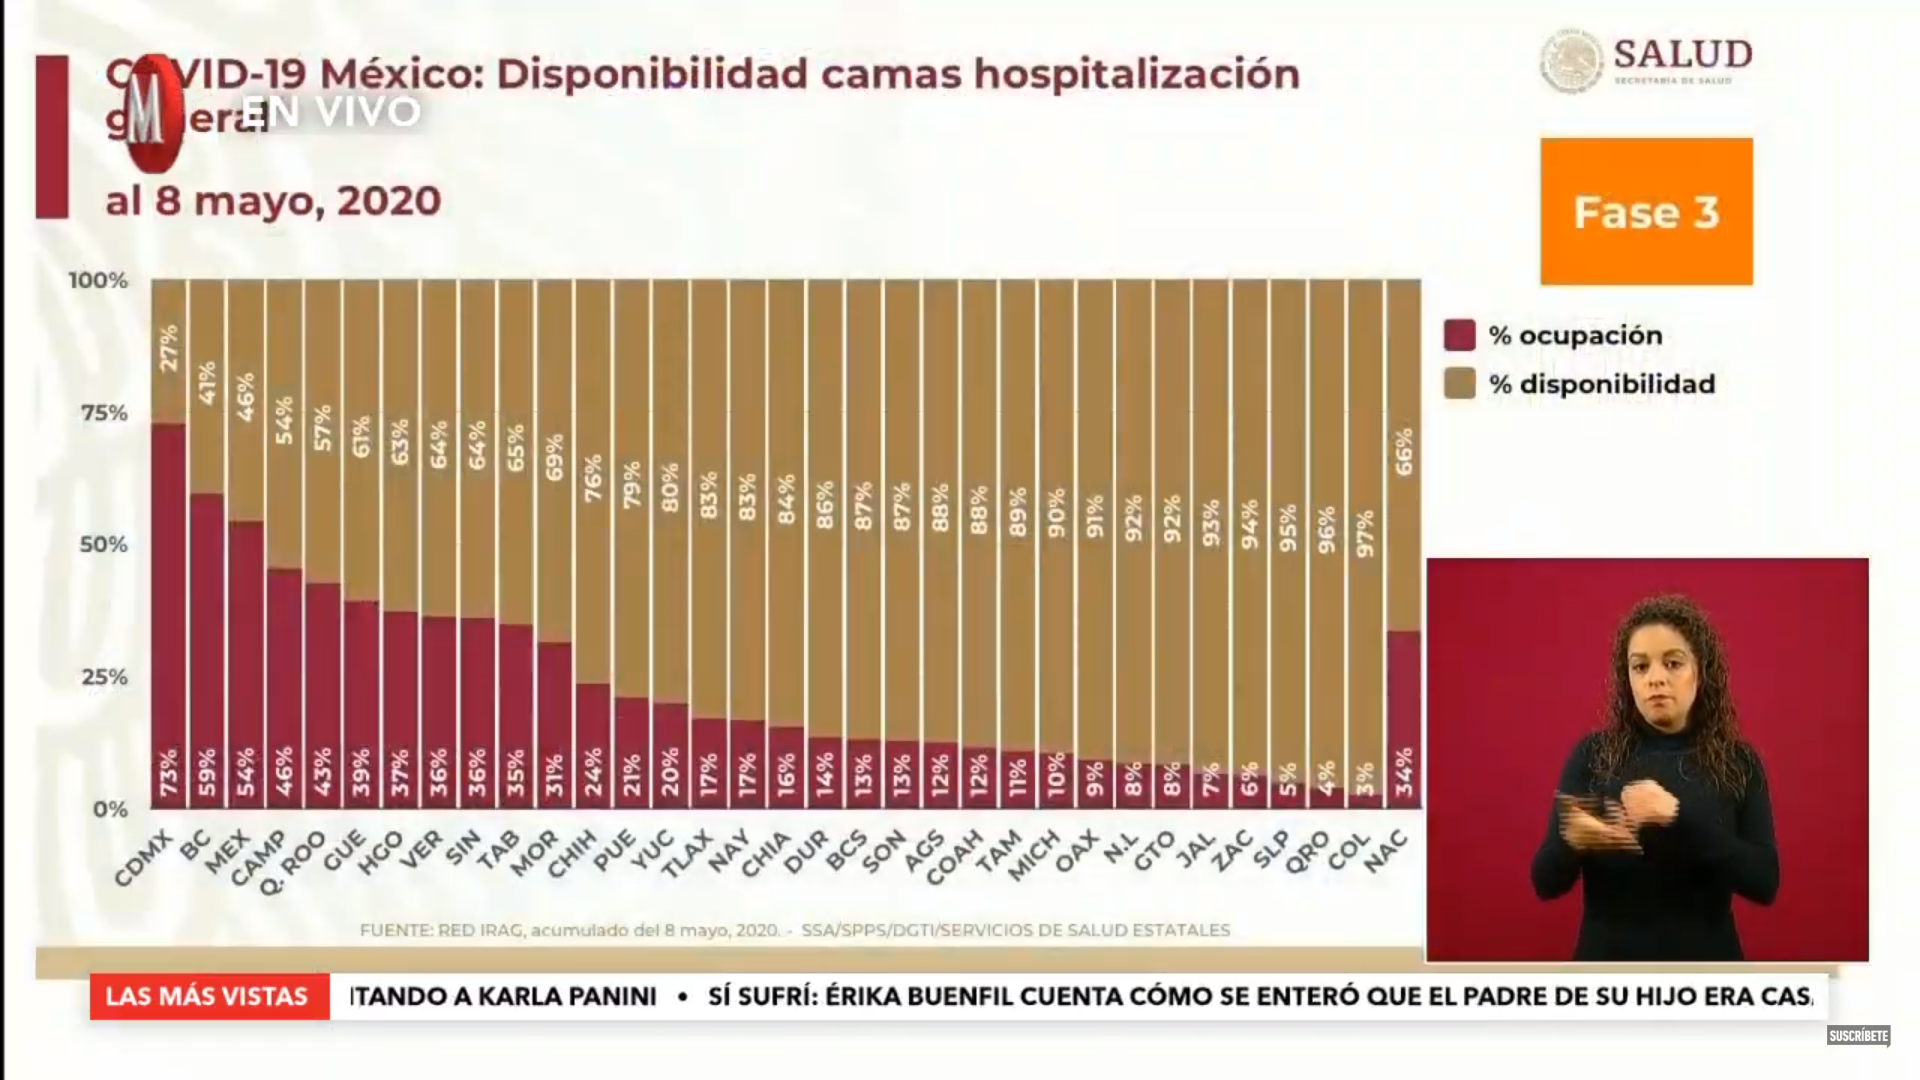 VID-19 México: Disponibilidad camas hospitalización
M
EN VIVO
al 8 mayo, 2020
SALUD
SECRETARÍA DE SALUD
Fase 3
% ocupación
% disponibilidad
100%
75%
50%
25%
0%
27% 41% 46% 54% 57% 61% 63% 64% 64% 65% 69% 76% 79% 80% 83% 83% 84% 86% 87% 87% 88% 88% 89% 90% 91% 92% 92% 93% 94% 95% 96% 97% 66%
73% 59% 54% 46% 43% 39% 37% 36% 36% 35% 31% 24% 21% 20% 17% 17% 16% 14% 13% 13% 12% 12% 11% 10% 9% 8% 8% 7% 6% 5% 4% 3% 34%
CDMX BC MEX CAMP Q. ROO GUE HGO VER SIN TAB MOR CHIH PUE YUC TLAX NAY CHIA DUR BCS SON AGS COAH TAM MICH OAX N.L GTO JAL ZAC SLP QRO COL NAC
FUENTE: RED IRAG, acumulado del 8 mayo, 2020. - SSA/SPPS/DGTI/SERVICIOS DE SALUD ESTATALES
LAS MÁS VISTAS
ITANDO A KARLA PANINI • SÍ SUFRÍ: ÉRIKA BUENFIL CUENTA CÓMO SE ENTERÓ QUE EL PADRE DE SU HIJO ERA CAS
SUSCRÍBETE